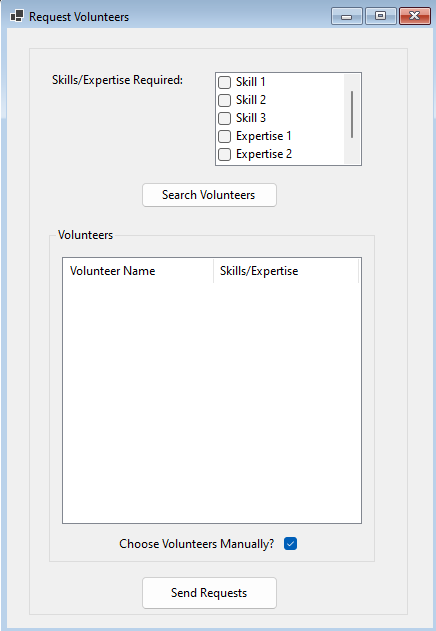 Request Volunteers
Skills/Expertise Required:
Skill 1
Skill 2
Skill 3
Expertise 1
Expertise 2
Search Volunteers
Volunteers
Volunteer Name Skills/Expertise
Choose Volunteers Manually?
Send Requests